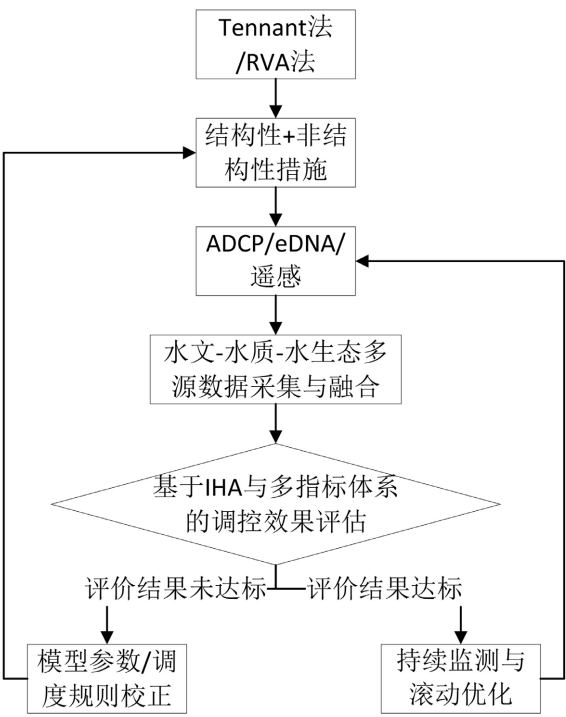 Tennant法
/RVA法
结构性+非结
构性措施
ADCP/eDNA/
遥感
水文-水质-水生态多
源数据采集与融合
基于IHA与多指标体系
的调控效果评估
评价结果未达标
评价结果达标
模型参数/调
度规则校正
持续监测与
滚动优化